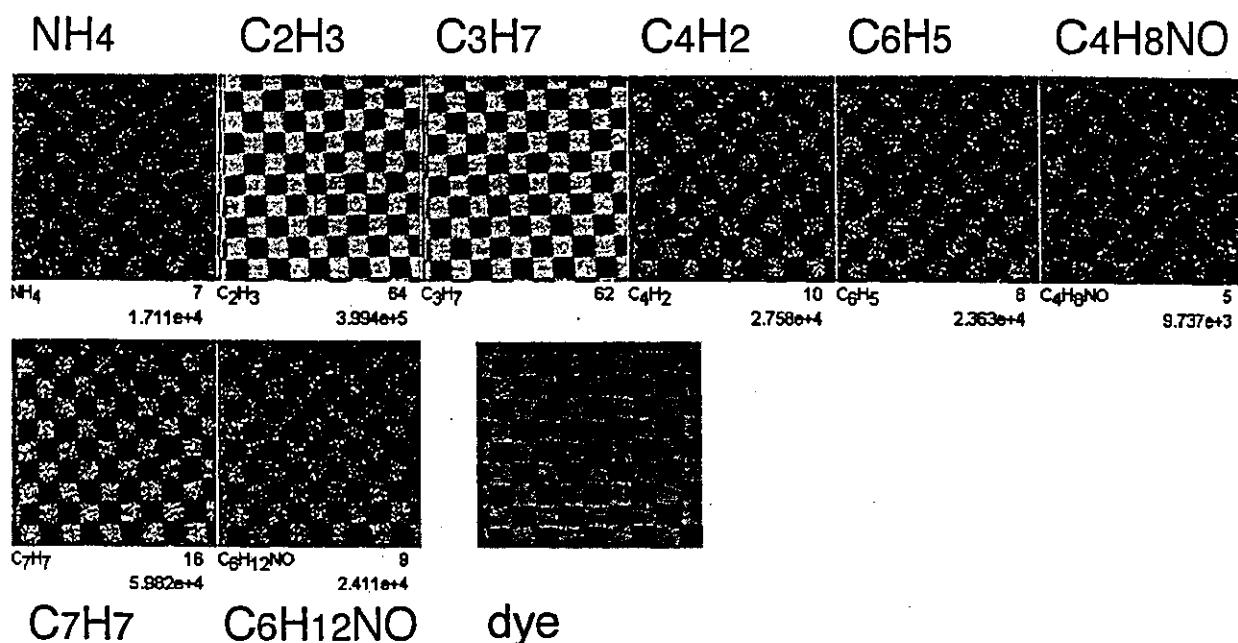 NH4 C2H3 C3H7 C4H2 C6H5 C4H8NO
NH4 7 C2H3 64 C3H7 62 C4H2 10 C6H5 8 C4H8NO 5
1.711e+4 3.994e+5 2.758e+4 2.363e+4 9.737e+3
C7H7 16 C6H12NO 9
5.982e+4 2.411e+4
C7H7 C6H12NO dye